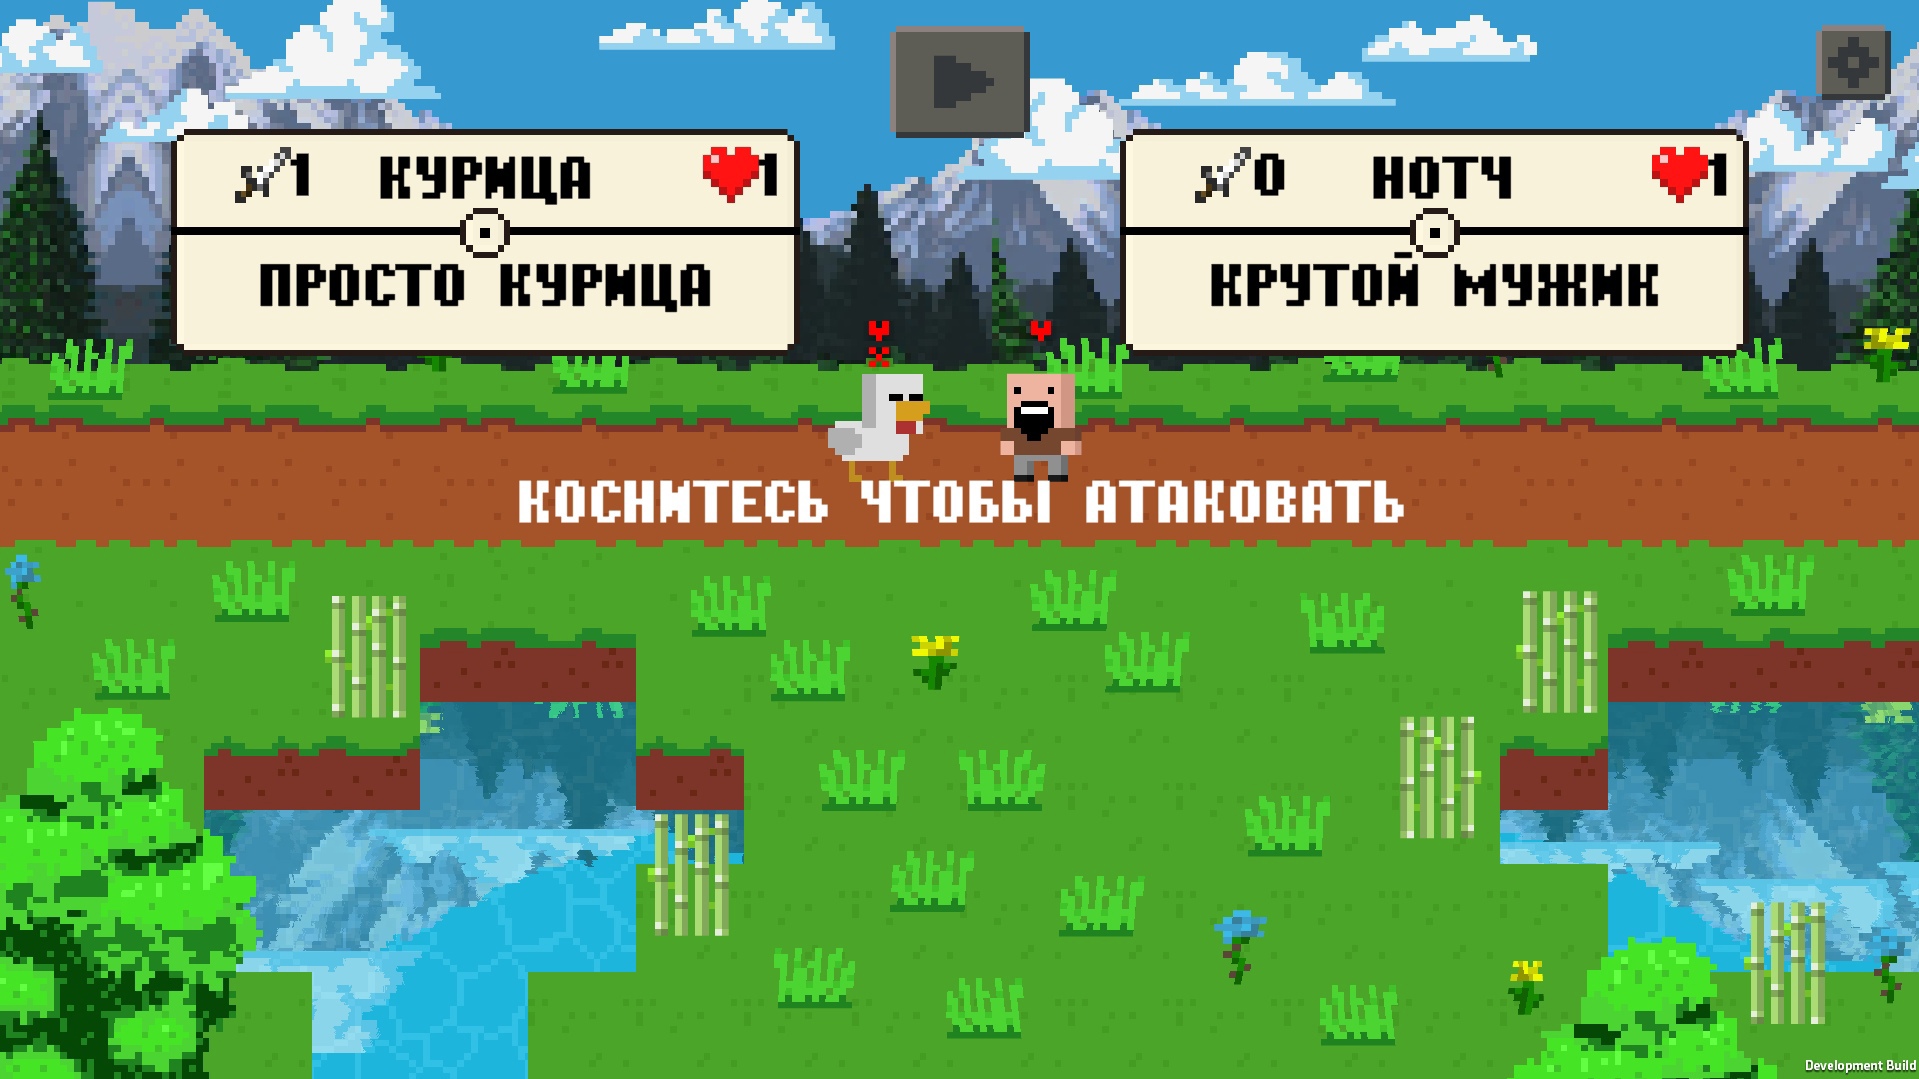 1 КУРИЦА 1
ПРОСТО КУРИЦА
0 НОТЧ 1
КРУТОЙ МУЖИК
КОСНИТЕСЬ ЧТОБЫ АТАКОВАТЬ
Development Build